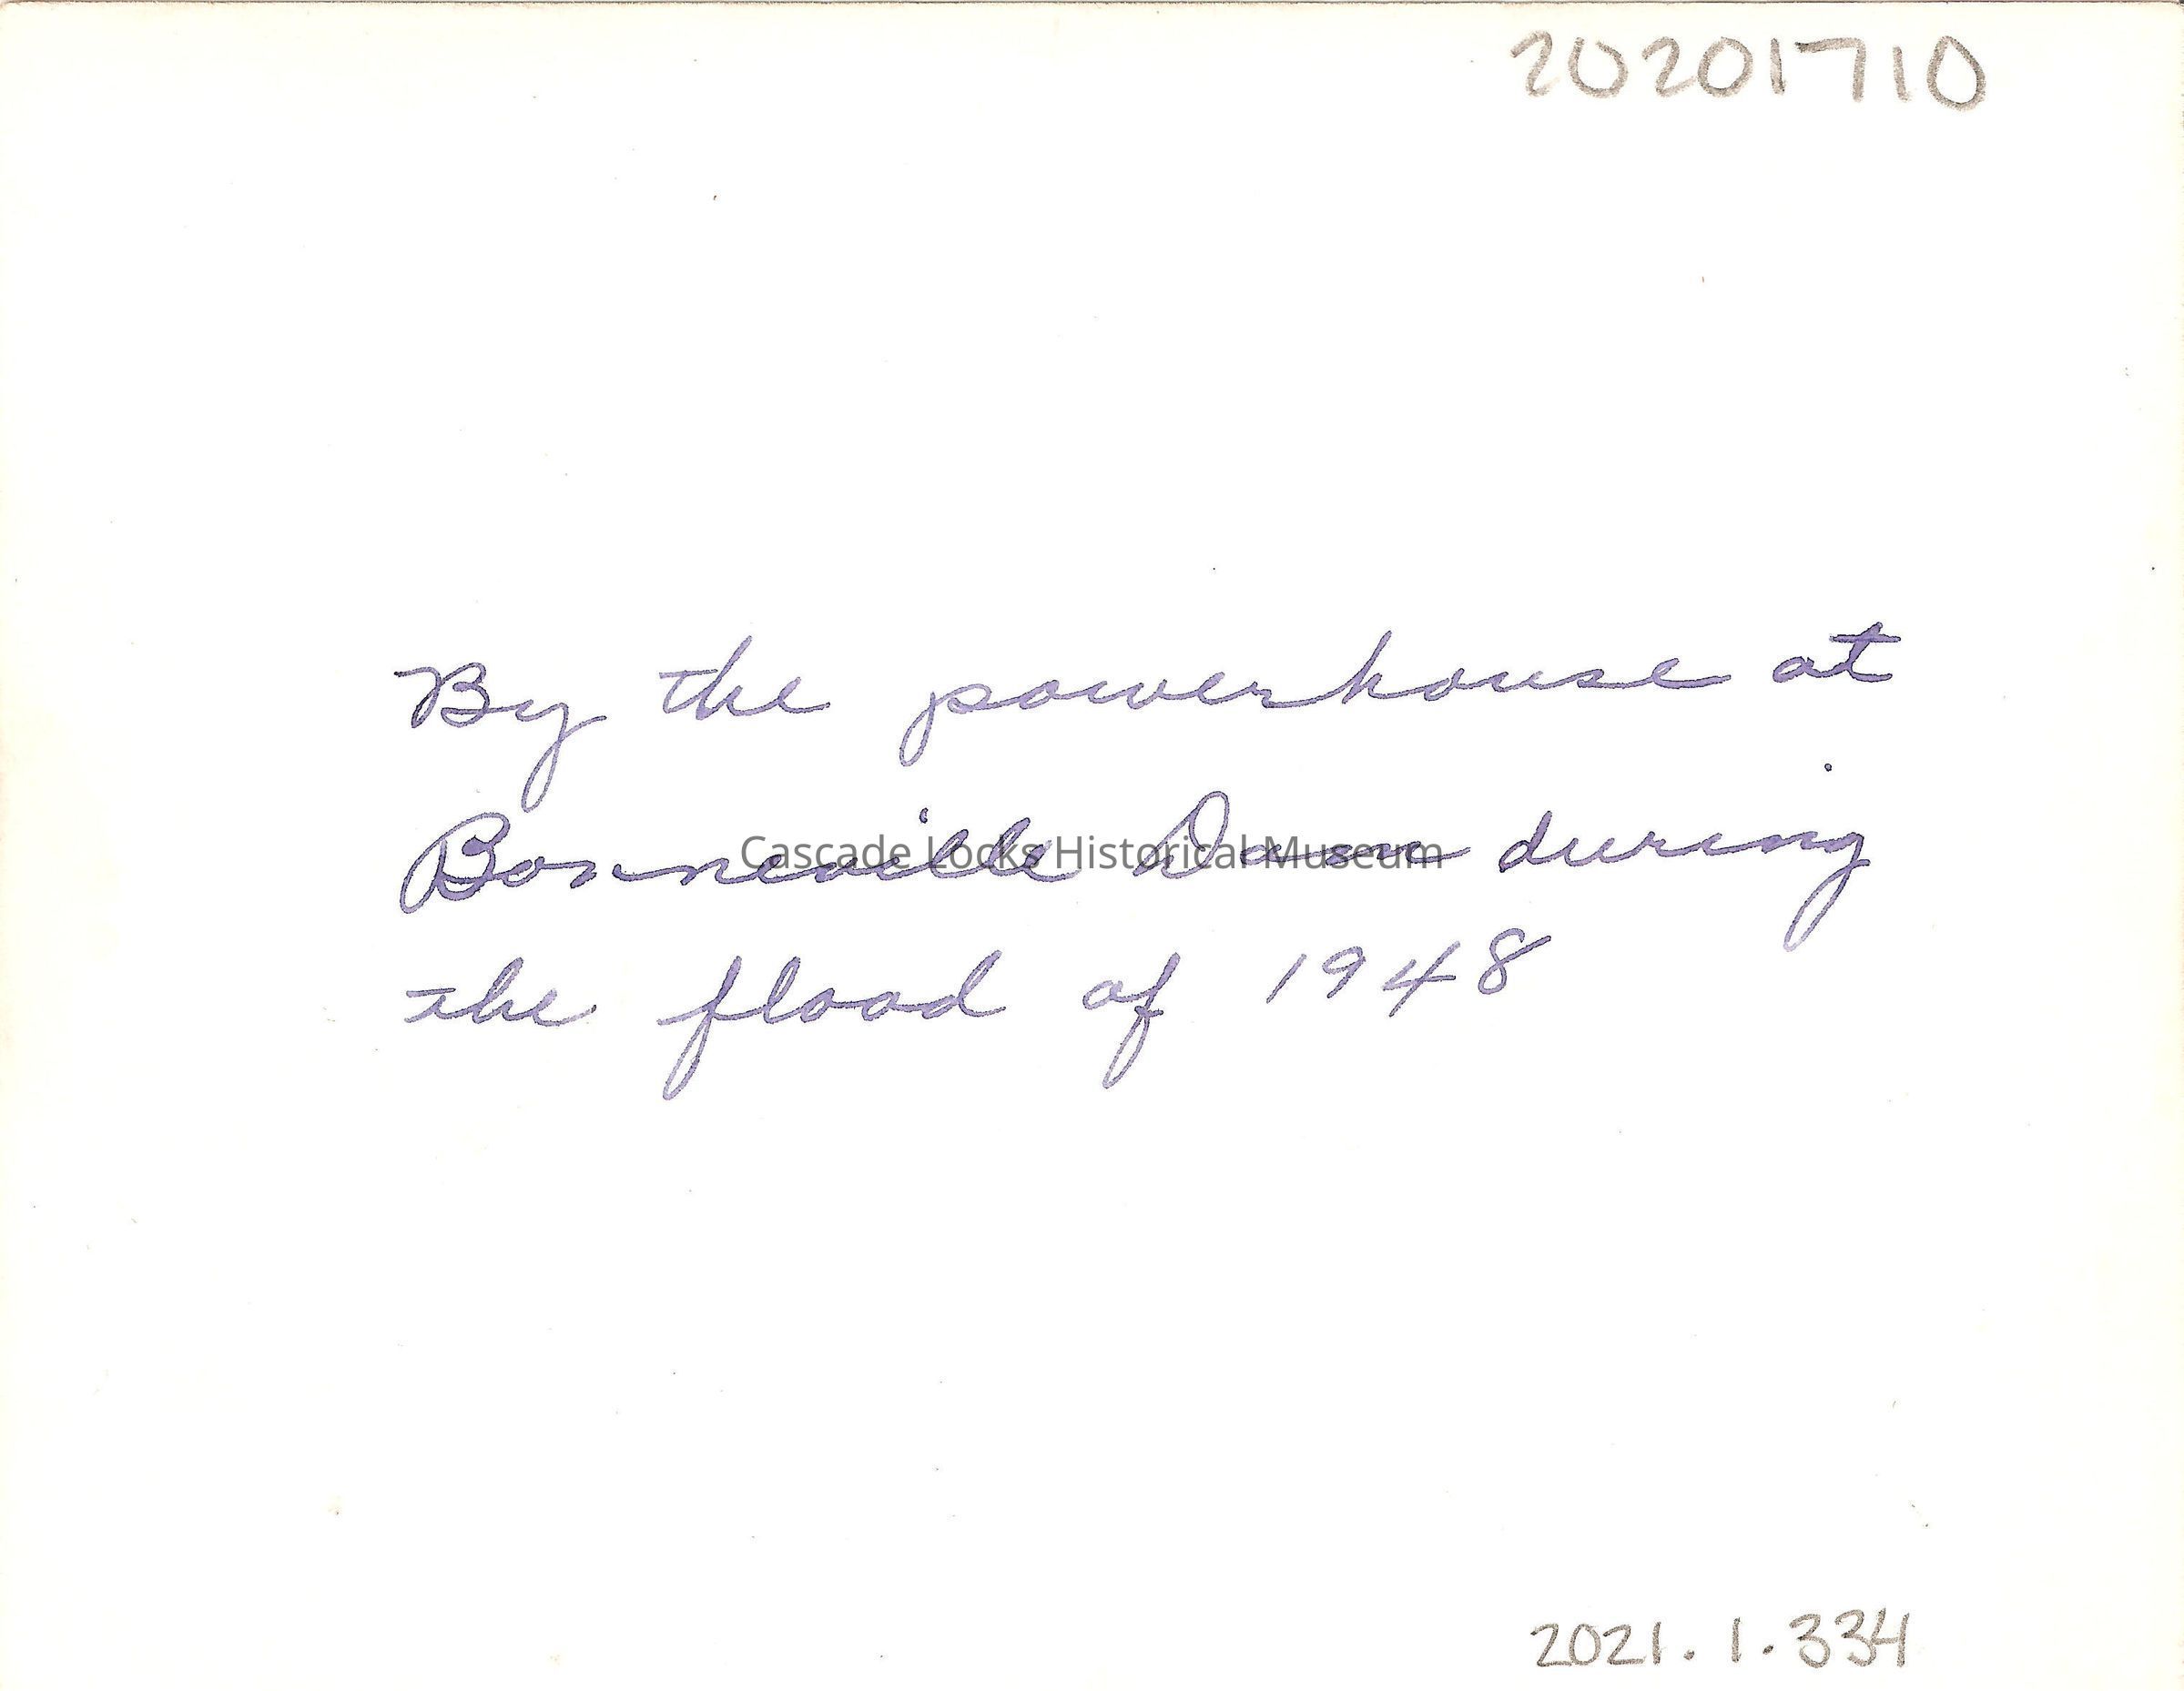 20201710
By the powerhouse at
Bonneville Dam during
Cascade Locks Historical Museum
the flood of 1948
2021.1.334